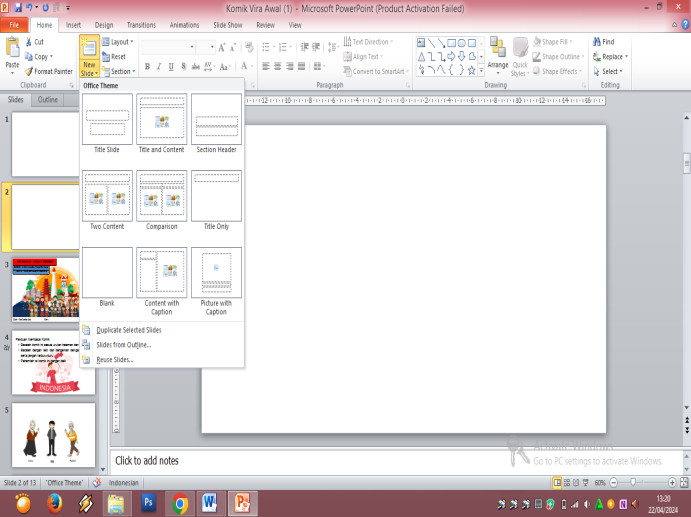 Komik Vira Awal (1) - Microsoft PowerPoint (Product Activation Failed)
File Home Insert Design Transitions Animations Slide Show Review View
Cut
Copy
Format Painter
Paste
Clipboard
New
Slide
Layout
Reset
Section
Text Direction
Align Text
Convert to SmartArt
Paragraph
Arrange
Quick
Styles
Shape Fill
Shape Outline
Shape Effects
Drawing
Find
Replace
Select
Editing
Slides Outline
Office Theme
Title Slide
Title and Content
Section Header
Two Content
Comparison
Title Only
Blank
Content with
Caption
Picture with
Caption
Duplicate Selected Slides
Slides from Outline...
Reuse Slides...
1
2
3
4
INDONESIA
5
Click to add notes
Activate Windows
Go to PC settings to activate Windows.
Slide 2 of 13
"Office Theme"
Indonesian
60%
13:20
22/04/2024